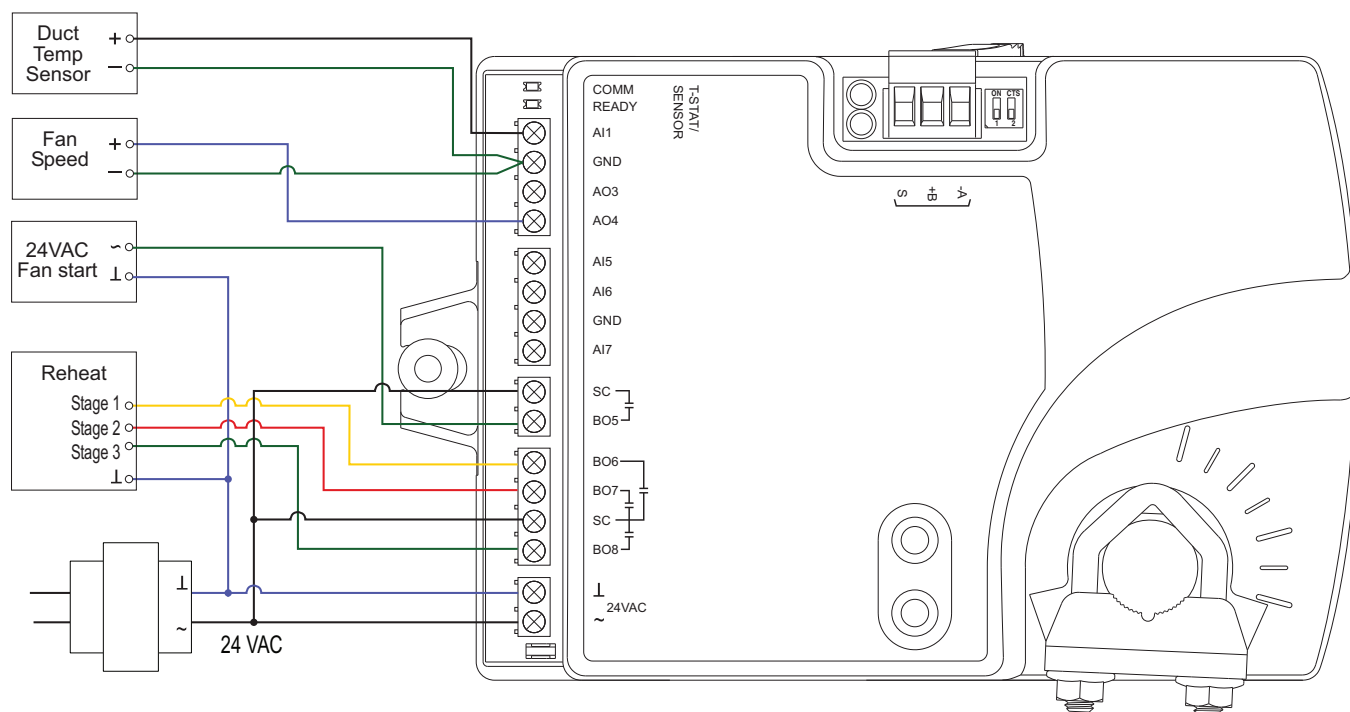 Duct
Temp
Sensor
+
−
Fan
Speed
+
−
24VAC
Fan start
~
⊥
Reheat
Stage 1
Stage 2
Stage 3
⊥
⊥
~
24 VAC
COMM
READY
AI1
GND
AO3
AO4
AI5
AI6
GND
AI7
SC
BO5
BO6
BO7
SC
BO8
⊥
24VAC
~
T-STAT/
SENSOR
ON CTS
1 2
S +B -A